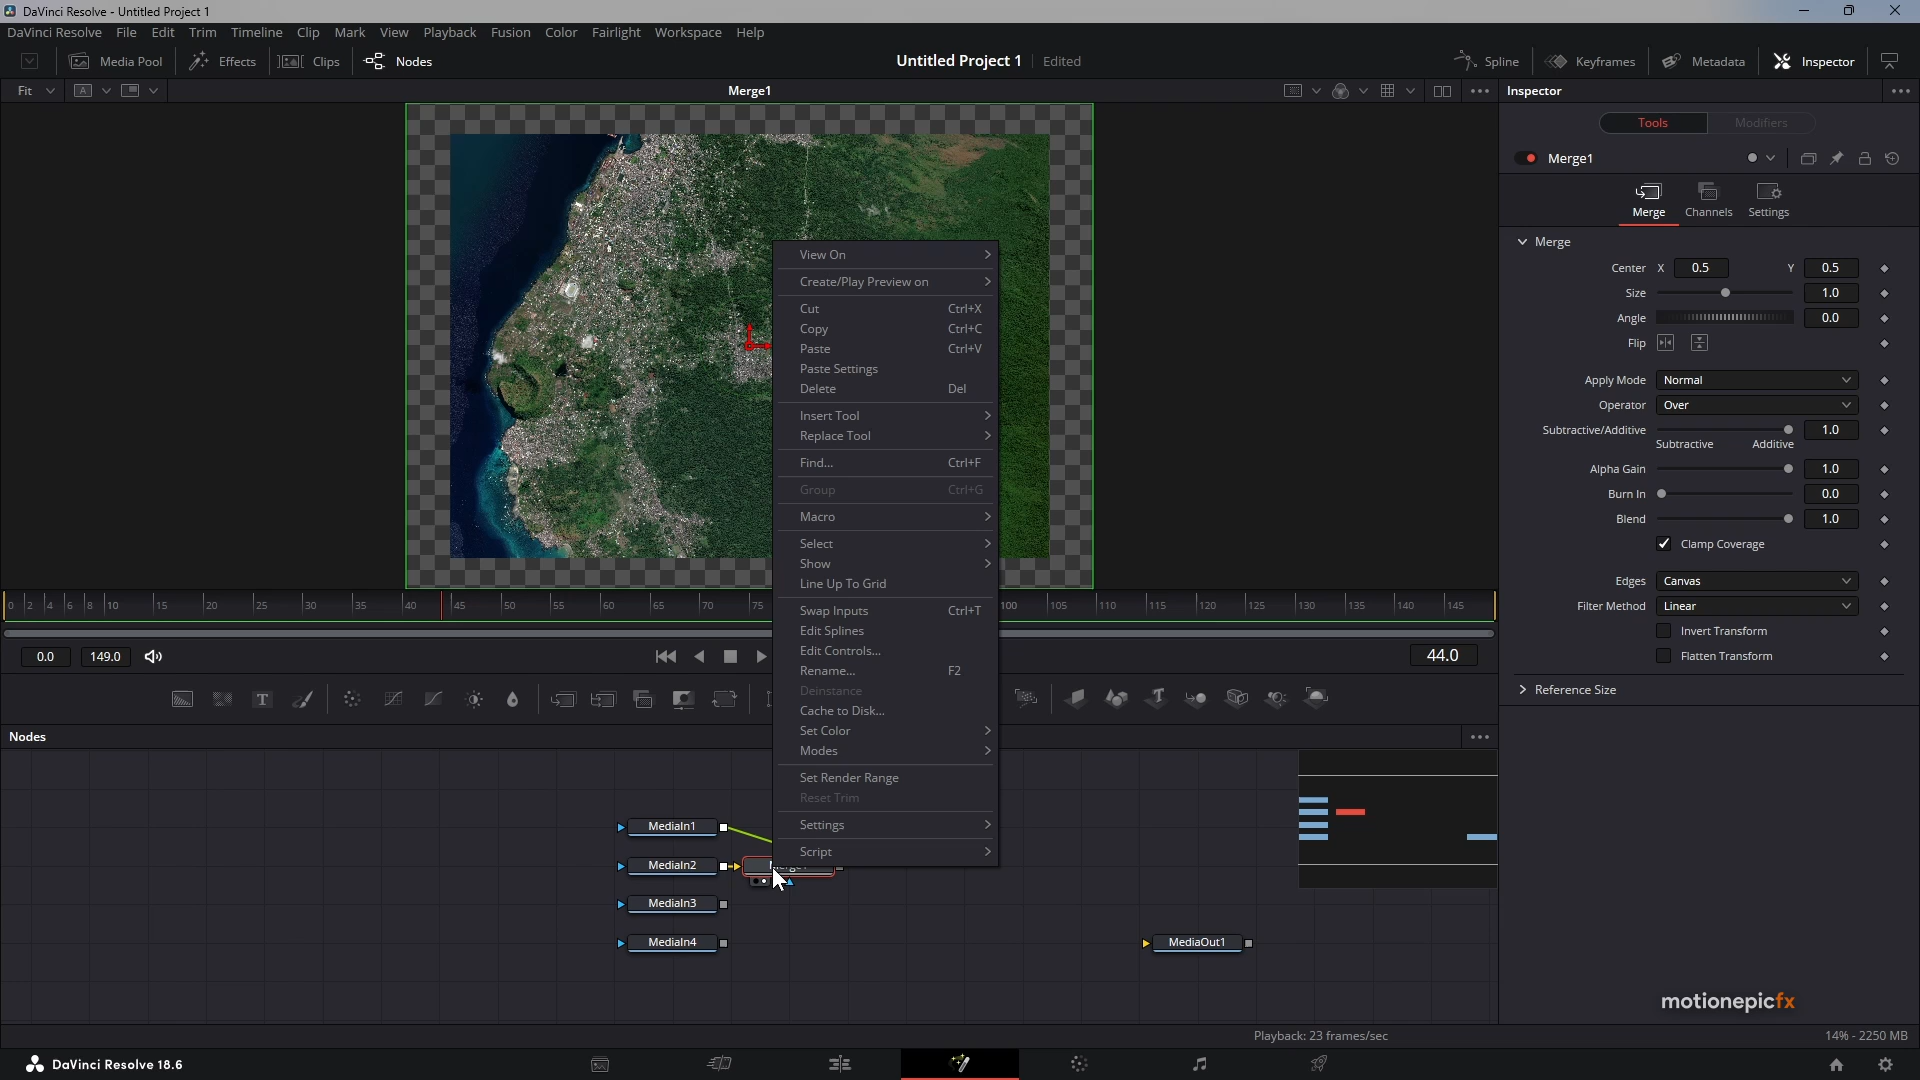 DaVinci Resolve - Untitled Project 1
DaVinci Resolve File Edit Trim Timeline Clip Mark View Playback Fusion Color Fairlight Workspace Help
Media Pool Effects Clips Nodes Untitled Project 1 Edited Spline Keyframes Metadata Inspector
Fit A Merge1 Inspector
Tools Modifiers
Merge1
Merge Channels Settings
Merge
Center X 0.5 Y 0.5
Size 1.0
Angle 0.0
Flip
Apply Mode Normal
Operator Over
Subtractive/Additive 1.0
Subtractive Additive
Alpha Gain 1.0
Burn In 0.0
Blend 1.0
Clamp Coverage
Edges Canvas
Filter Method Linear
Invert Transform
Flatten Transform
Reference Size
View On
Create/Play Preview on
Cut Ctrl+X
Copy Ctrl+C
Paste Ctrl+V
Paste Settings
Delete Del
Insert Tool
Replace Tool
Find... Ctrl+F
Group Ctrl+G
Macro
Select
Show
Line Up To Grid
Swap Inputs Ctrl+T
Edit Splines
Edit Controls...
Rename... F2
Deinstance
Cache to Disk...
Set Color
Modes
Set Render Range
Reset Trim
Settings
Script
0 2 4 6 8 10 15 20 25 30 35 40 45 50 55 60 65 70 75 100 105 110 115 120 125 130 135 140 145
0.0 149.0 44.0
Nodes
MediaIn1
MediaIn2
MediaIn3
MediaIn4 MediaOut1
motionepicfx
Playback: 23 frames/sec 14% - 2250 MB
DaVinci Resolve 18.6